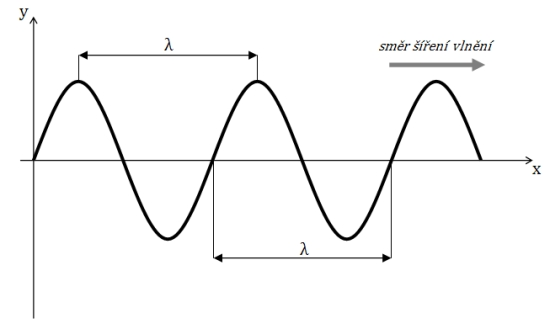 y
λ
směr šíření vlnění
x
λ